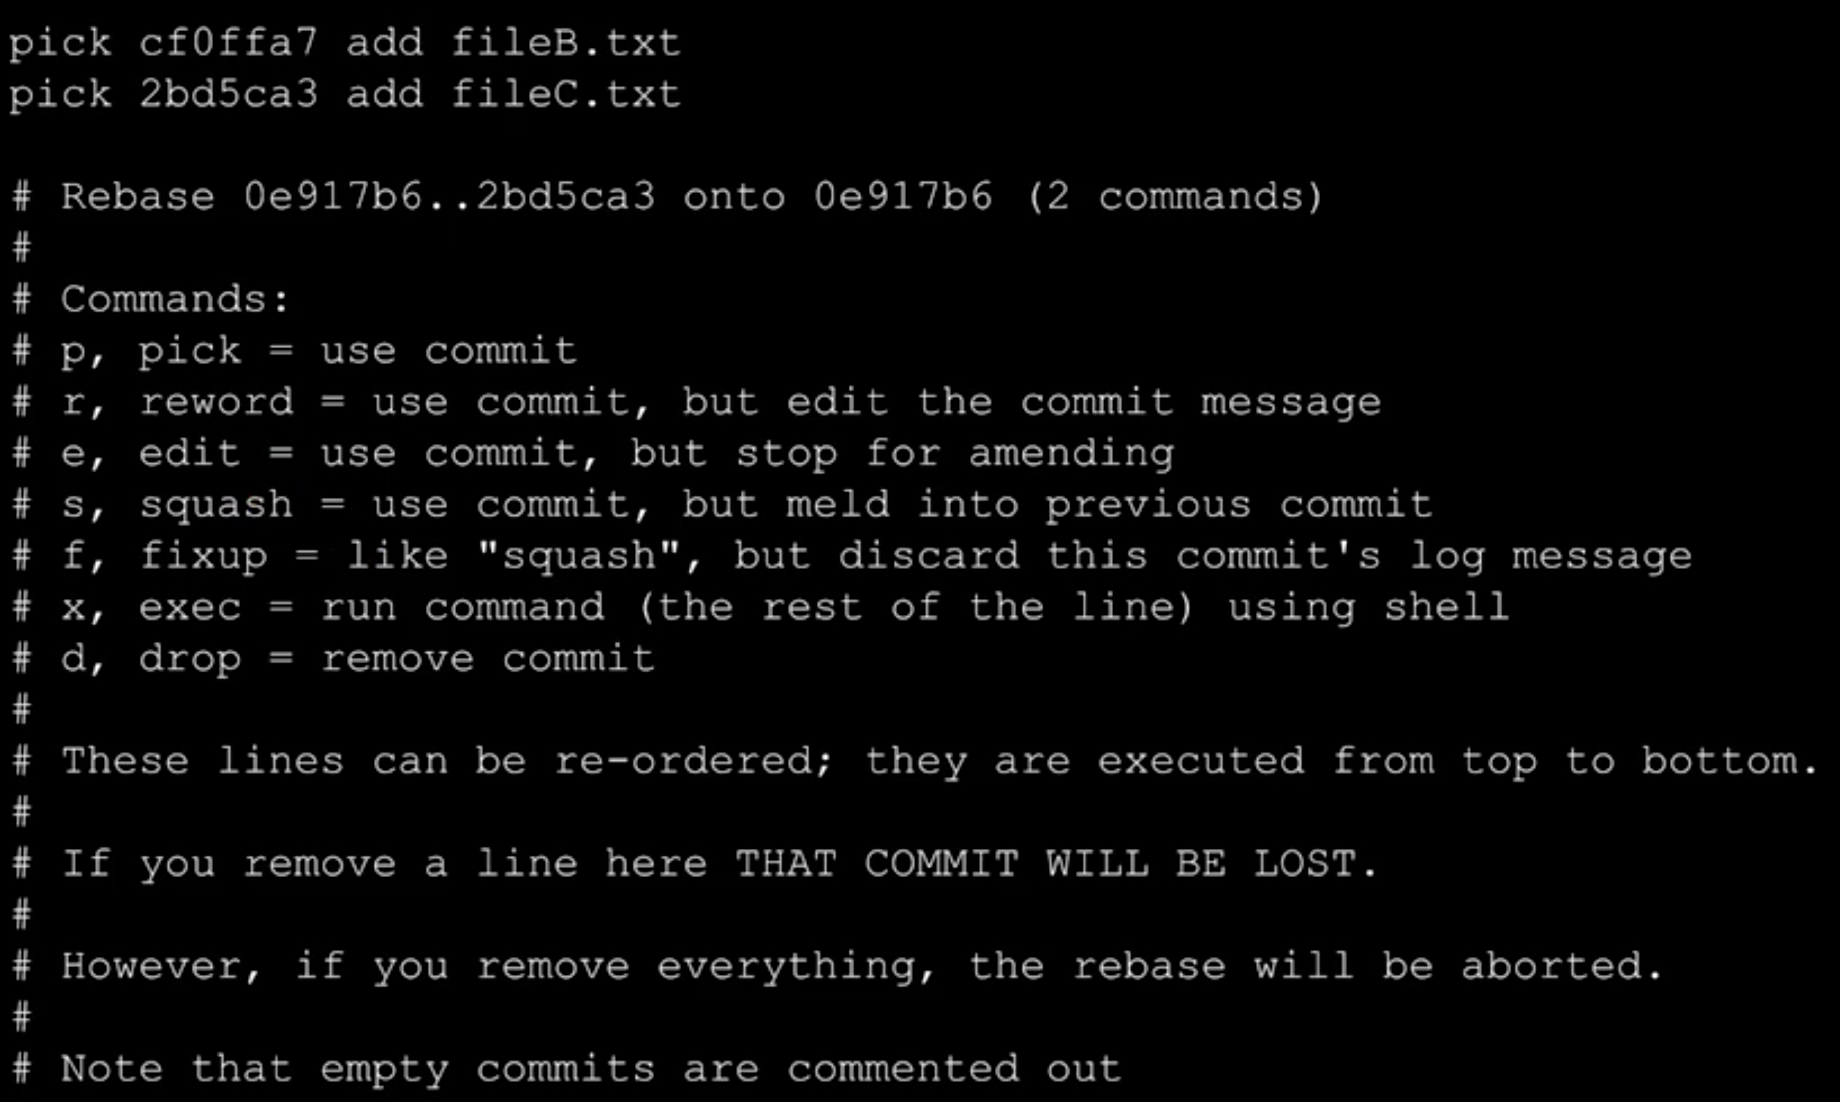 pick cf0ffa7 add fileB.txt
pick 2bd5ca3 add fileC.txt
# Rebase 0e917b6..2bd5ca3 onto 0e917b6 (2 commands)
#
# Commands:
# p, pick = use commit
# r, reword = use commit, but edit the commit message
# e, edit = use commit, but stop for amending
# s, squash = use commit, but meld into previous commit
# f, fixup = like "squash", but discard this commit's log message
# x, exec = run command (the rest of the line) using shell
# d, drop = remove commit
#
# These lines can be re-ordered; they are executed from top to bottom.
#
# If you remove a line here THAT COMMIT WILL BE LOST.
#
# However, if you remove everything, the rebase will be aborted.
#
# Note that empty commits are commented out